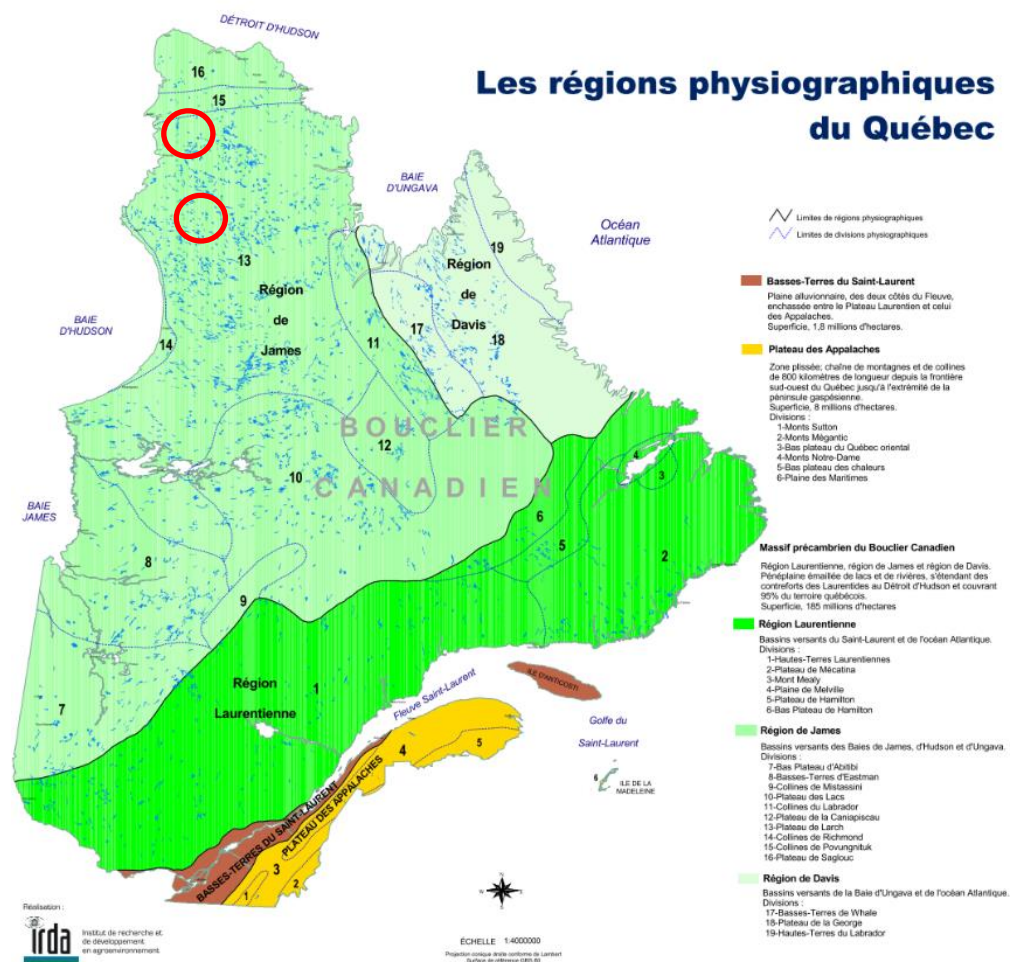 DÉTROIT D'HUDSON
Les régions physiographiques
du Québec
16
15
BAIE
D'UNGAVA
Océan
Atlantique
Limites de régions physiographiques
Limites de divisions physiographiques
19
Région
de
Davis
17
18
13
Région
de
James
BAIE
D'HUDSON
14
11
BOUCLIER
CANADIEN
12
10
BAIE
JAMES
8
9
7
4
3
6
5
2
Région
Laurentienne
1
Fleuve Saint-Laurent
ILE D'ANTICOSTI
Golfe du
Saint-Laurent
6
ILE DE LA
MADELEINE
BASSES-TERRES DU SAINT-LAURENT
PLATEAU DES APPALACHES
4
5
3
1
2
Basses-Terres du Saint-Laurent
Plaine alluvionnaire, des deux côtés du Fleuve,
enchassée entre le Plateau Laurentien et celui
des Appalaches.
Superficie, 1,8 millions d'hectares.
Plateau des Appalaches
Zone plissée; chaîne de montagnes et de collines
de 800 kilomètres de longueur depuis la frontière
sud-ouest du Québec jusqu'à l'extrémité de la
péninsule gaspésienne.
Superficie, 8 millions d'hectares.
Divisions :
1-Monts Sutton
2-Monts Mégantic
3-Bas plateau du Québec oriental
4-Monts Notre-Dame
5-Bas plateau des chaleurs
6-Plaine des Maritimes
Massif précambrien du Bouclier Canadien
Région Laurentienne, région de James et région de Davis.
Pénéplaine émaillée de lacs et de rivières, s'étendant des
contreforts des Laurentides au Détroit d'Hudson et couvrant
95% du terroire québécois.
Superficie, 185 millions d'hectares
Région Laurentienne
Bassins versants du Saint-Laurent et de l'océan Atlantique.
Divisions :
1-Hautes-Terres Laurentiennes
2-Plateau de Mécatina
3-Mont Mealy
4-Plaine de Melville
5-Plateau de Hamilton
6-Bas Plateau de Hamilton
Région de James
Bassins versants des Baies de James, d'Hudson et d'Ungava.
Divisions :
7-Bas Plateau d'Abitibi
8-Basses-Terres d'Eastman
9-Collines de Mistassini
10-Plateau des Lacs
11-Collines du Labrador
12-Plateau de la Caniapiscau
13-Plateau de Larch
14-Collines de Richmond
15-Collines de Povungnituk
16-Plateau de Saglouc
Région de Davis
Bassins versants de la Baie d'Ungava et de l'océan Atlantique.
Divisions :
17-Basses-Terres de Whale
18-Plateau de la George
19-Hautes-Terres du Labrador
Réalisation :
irda
Institut de recherche et
de développement
en agroenvironnement
ÉCHELLE 1:4000000
Projection conique droite conforme de Lambert